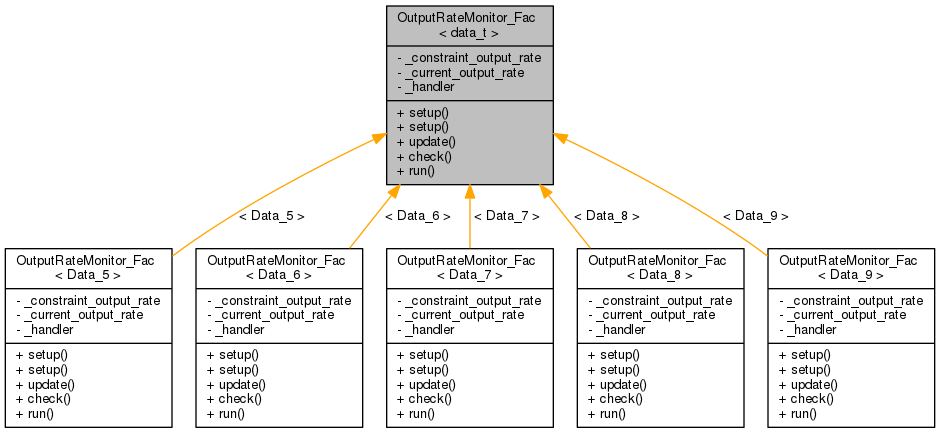 OutputRateMonitor_Fac
< data_t >
- _constraint_output_rate
- _current_output_rate
- _handler
+ setup()
+ setup()
+ update()
+ check()
+ run()
< Data_5 >
< Data_6 >
< Data_7 >
< Data_8 >
< Data_9 >
OutputRateMonitor_Fac
< Data_5 >
- _constraint_output_rate
- _current_output_rate
- _handler
+ setup()
+ setup()
+ update()
+ check()
+ run()
OutputRateMonitor_Fac
< Data_6 >
- _constraint_output_rate
- _current_output_rate
- _handler
+ setup()
+ setup()
+ update()
+ check()
+ run()
OutputRateMonitor_Fac
< Data_7 >
- _constraint_output_rate
- _current_output_rate
- _handler
+ setup()
+ setup()
+ update()
+ check()
+ run()
OutputRateMonitor_Fac
< Data_8 >
- _constraint_output_rate
- _current_output_rate
- _handler
+ setup()
+ setup()
+ update()
+ check()
+ run()
OutputRateMonitor_Fac
< Data_9 >
- _constraint_output_rate
- _current_output_rate
- _handler
+ setup()
+ setup()
+ update()
+ check()
+ run()